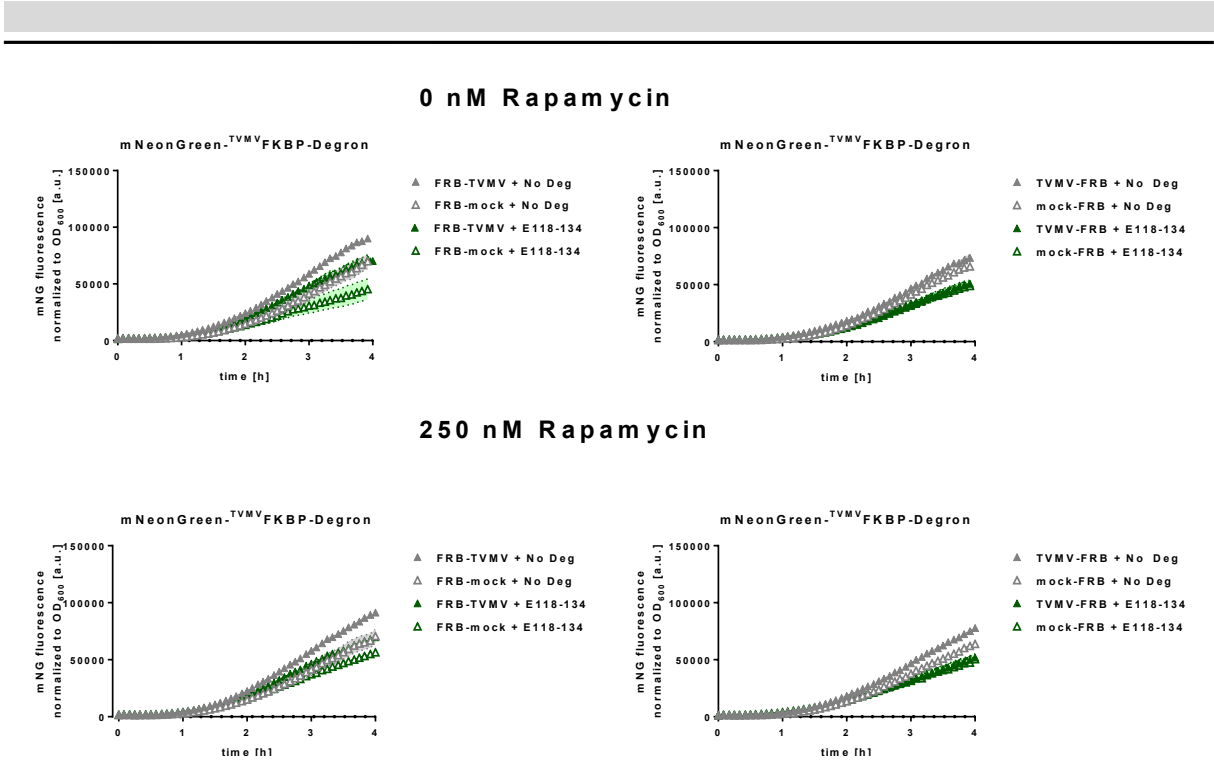 0 nM Rapamycin
mNeonGreen-TVMVFKBP-Degron
mNG fluorescence
normalized to OD600 [a.u.]
150000
100000
50000
0
0 1 2 3 4
time [h]
FRB-TVMV + No Deg
FRB-mock + No Deg
FRB-TVMV + E118-134
FRB-mock + E118-134
mNeonGreen-TVMVFKBP-Degron
mNG fluorescence
normalized to OD600 [a.u.]
150000
100000
50000
0
0 1 2 3 4
time [h]
TVMV-FRB + No Deg
mock-FRB + No Deg
TVMV-FRB + E118-134
mock-FRB + E118-134
250 nM Rapamycin
mNeonGreen-TVMVFKBP-Degron
mNG fluorescence
normalized to OD600 [a.u.]
150000
100000
50000
0
0 1 2 3 4
time [h]
FRB-TVMV + No Deg
FRB-mock + No Deg
FRB-TVMV + E118-134
FRB-mock + E118-134
mNeonGreen-TVMVFKBP-Degron
mNG fluorescence
normalized to OD600 [a.u.]
150000
100000
50000
0
0 1 2 3 4
time [h]
TVMV-FRB + No Deg
mock-FRB + No Deg
TVMV-FRB + E118-134
mock-FRB + E118-134